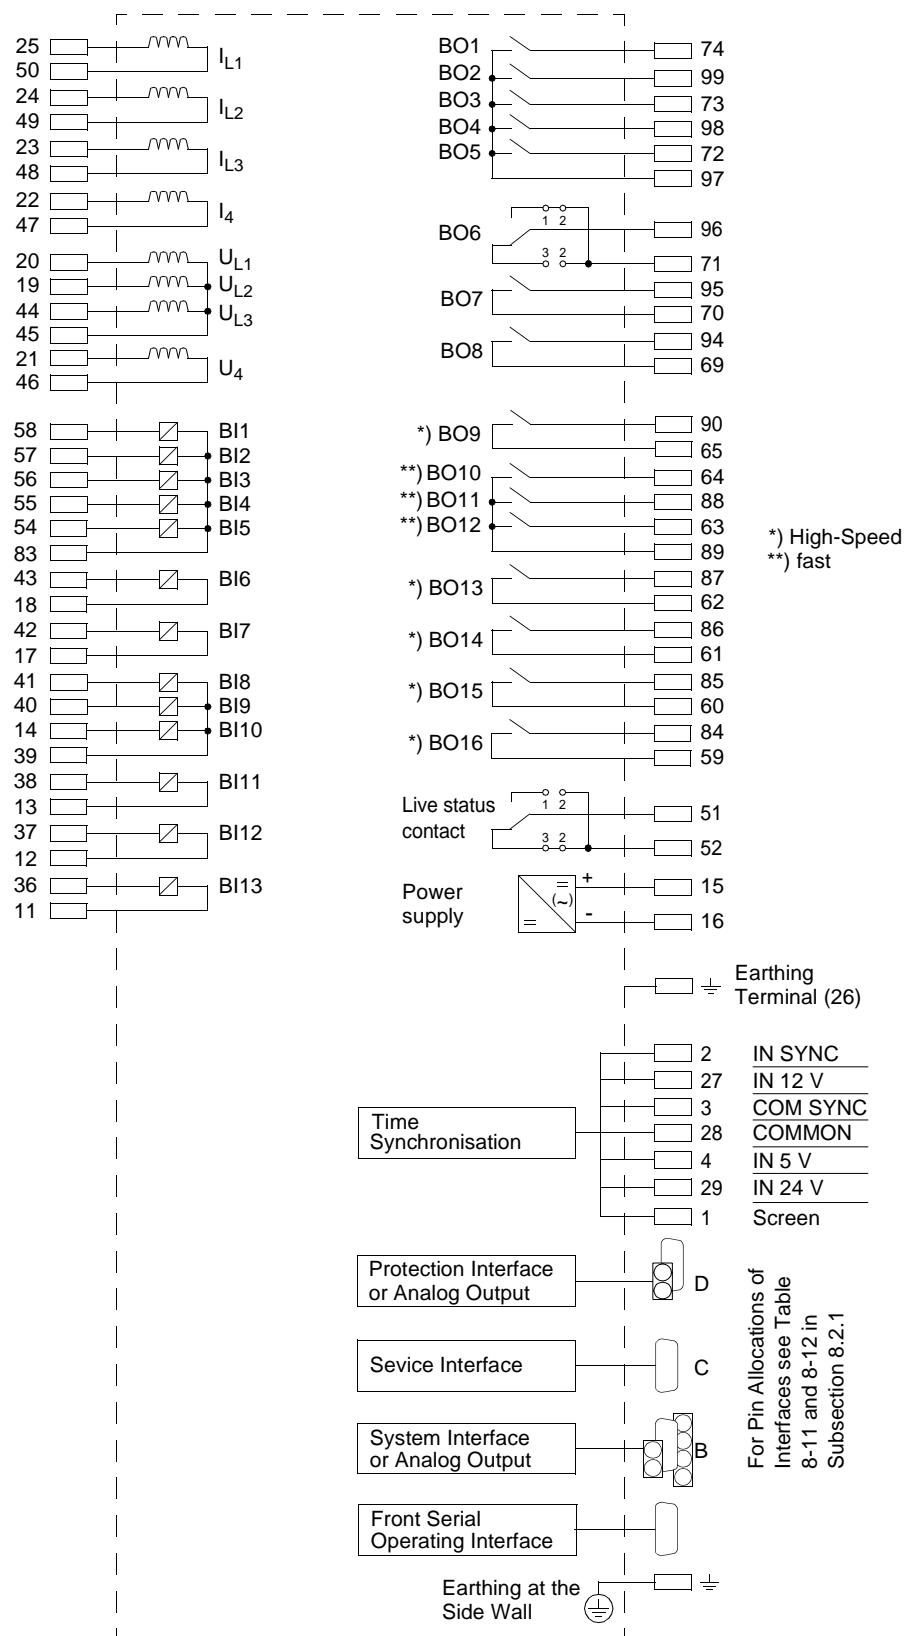 25 I L1 BO1 74
50 BO2 99
24 I L2 BO3 73
49 BO4 98
23 I L3 BO5 72
48 97
22 I 4
47
1 2
BO6 96
3 2
71
20 U L1
19 U L2 BO7 95
44 U L3 70
45
21 U 4 BO8 94
46 69
58 BI1 *) BO9 90
57 BI2 65
56 BI3 **) BO10 64
55 BI4 **) BO11 88
54 BI5 **) BO12 63
83 89
*) High-Speed
**) fast
43 BI6 *) BO13 87
18 62
42 BI7 *) BO14 86
17 61
41 BI8 *) BO15 85
40 BI9 60
14 BI10 *) BO16 84
39 59
38 BI11
13
37 BI12
12
36 BI13
11
Live status
contact
1 2
51
3 2
52
Power
supply
= + 15
(~)
= - 16
Earthing
Terminal (26)
Time
Synchronisation
2 IN SYNC
27 IN 12 V
3 COM SYNC
28 COMMON
4 IN 5 V
29 IN 24 V
1 Screen
Protection Interface
or Analog Output
D
Sevice Interface
C
System Interface
or Analog Output
B
For Pin Allocations of
Interfaces see Table
8-11 and 8-12 in
Subsection 8.2.1
Front Serial
Operating Interface
Earthing at the
Side Wall